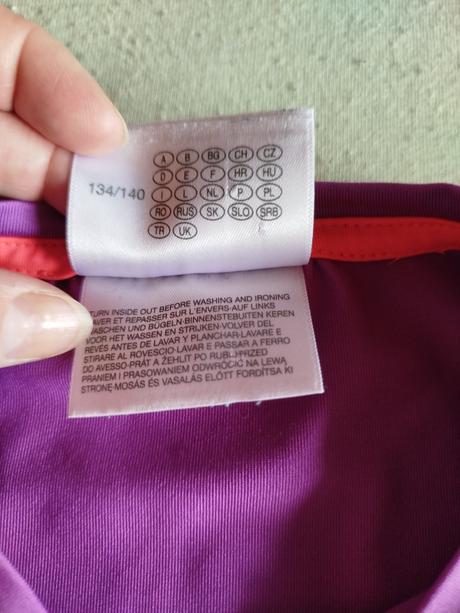 134/140
A B BG CH CZ
D E F HR HU
I L NL P PL
RO RUS SK SLO SRB
TR UK
TURN INSIDE OUT BEFORE WASHING AND IRONING
LAVER ET REPASSER SUR L'ENVERS-AUF LINKS
WASCHEN UND BÜGELN-BINNENSTEBUITEN KEREN
VOOR HET WASSEN EN STRIJKEN-VOLVER DEL
REVÉS ANTES DE LAVAR Y PLANCHAR-LAVARE E
STIRARE AL ROVESCIO-LAVAR E PASSAR A FERRO
DO AVESSO-PRÁT A ŽEHLIT PO RUBU-PRZED
PRANIEM I PRASOWANIEM ODWRÓCIĆ NA LEWĄ
STRONĘ-MOSÁS ÉS VASALÁS ELŐTT FORDÍTSA KI